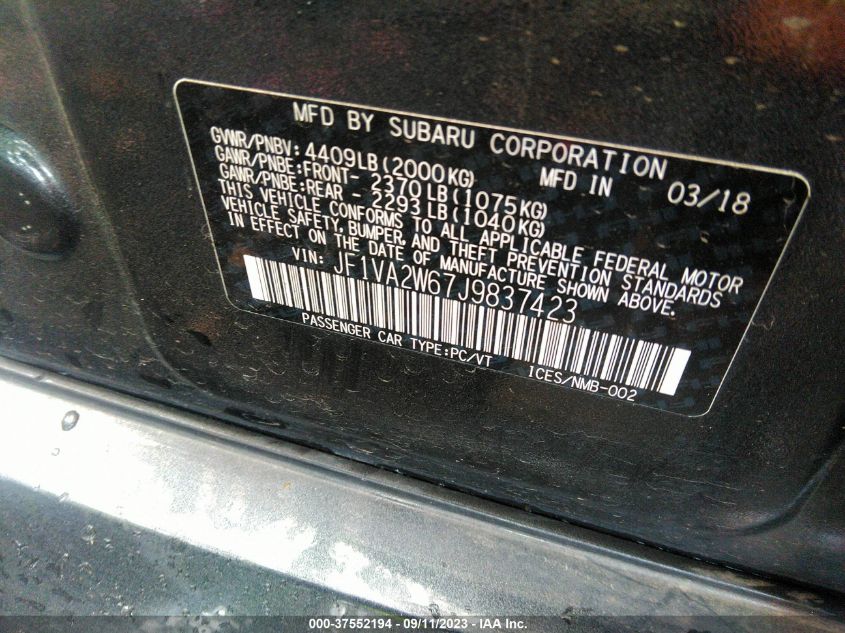 MFD BY SUBARU CORPORATION
GVWR/PNBV: 4409LB(2000KG) MFD IN 03/18
GAWR/PNBE:FRONT- 2370LB(1075KG)
GAWR/PNBE:REAR - 2293LB(1040KG)
THIS VEHICLE CONFORMS TO ALL APPLICABLE FEDERAL MOTOR
VEHICLE SAFETY, BUMPER, AND THEFT PREVENTION STANDARDS
IN EFFECT ON THE DATE OF MANUFACTURE SHOWN ABOVE.
VIN: JF1VA2W67J9837423
PASSENGER CAR TYPE:PC/VT ICES/NMB-002
000-37552194 - 09/11/2023 - IAA Inc.